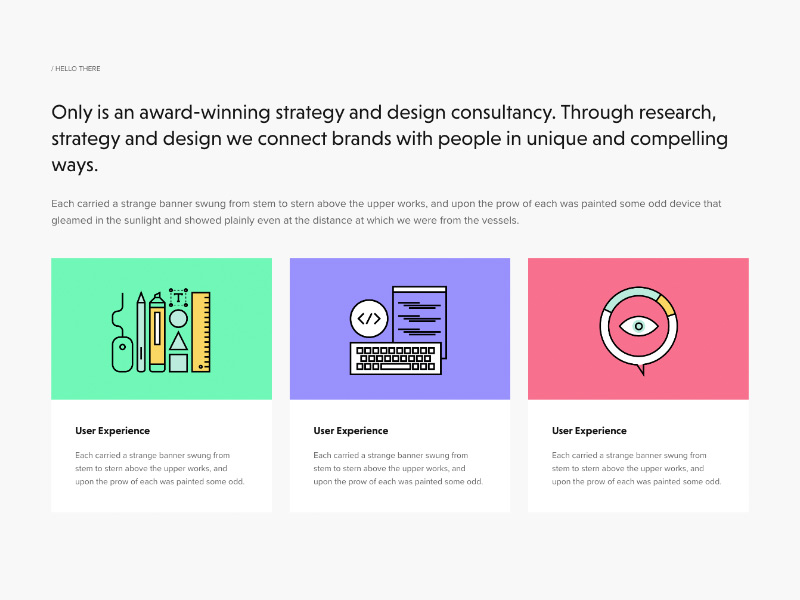 / HELLO THERE
Only is an award-winning strategy and design consultancy. Through research,
strategy and design we connect brands with people in unique and compelling
ways.
Each carried a strange banner swung from stem to stern above the upper works, and upon the prow of each was painted some odd device that
gleamed in the sunlight and showed plainly even at the distance at which we were from the vessels.
T
</>
User Experience
Each carried a strange banner swung from
stem to stern above the upper works, and
upon the prow of each was painted some odd.
User Experience
Each carried a strange banner swung from
stem to stern above the upper works, and
upon the prow of each was painted some odd.
User Experience
Each carried a strange banner swung from
stem to stern above the upper works, and
upon the prow of each was painted some odd.